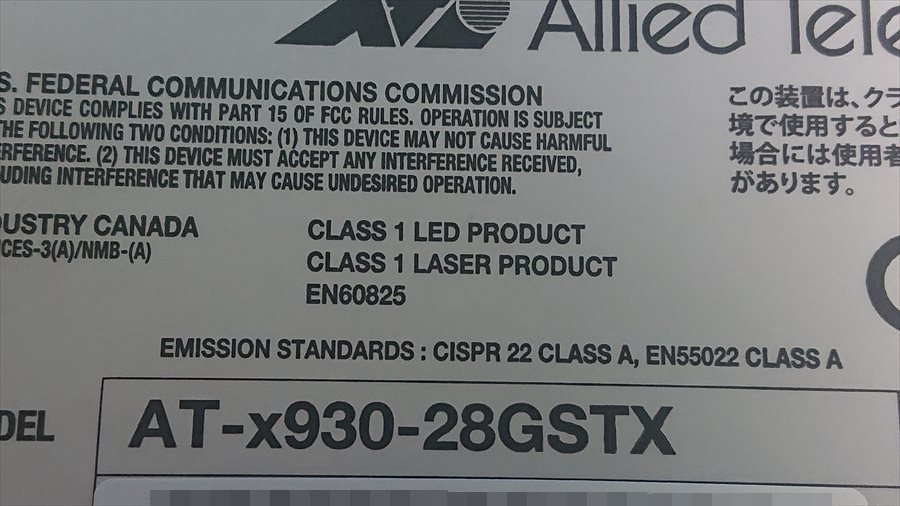 Allied Tele
S. FEDERAL COMMUNICATIONS COMMISSION
S DEVICE COMPLIES WITH PART 15 OF FCC RULES. OPERATION IS SUBJECT
THE FOLLOWING TWO CONDITIONS: (1) THIS DEVICE MAY NOT CAUSE HARMFUL
ERFERENCE. (2) THIS DEVICE MUST ACCEPT ANY INTERFERENCE RECEIVED,
UDING INTERFERENCE THAT MAY CAUSE UNDESIRED OPERATION.
この装置は、クラ
境で使用すると
場合には使用者
があります。
DUSTRY CANADA
CES-3(A)/NMB-(A)
CLASS 1 LED PRODUCT
CLASS 1 LASER PRODUCT
EN60825
EMISSION STANDARDS : CISPR 22 CLASS A, EN55022 CLASS A
DEL
AT-x930-28GSTX